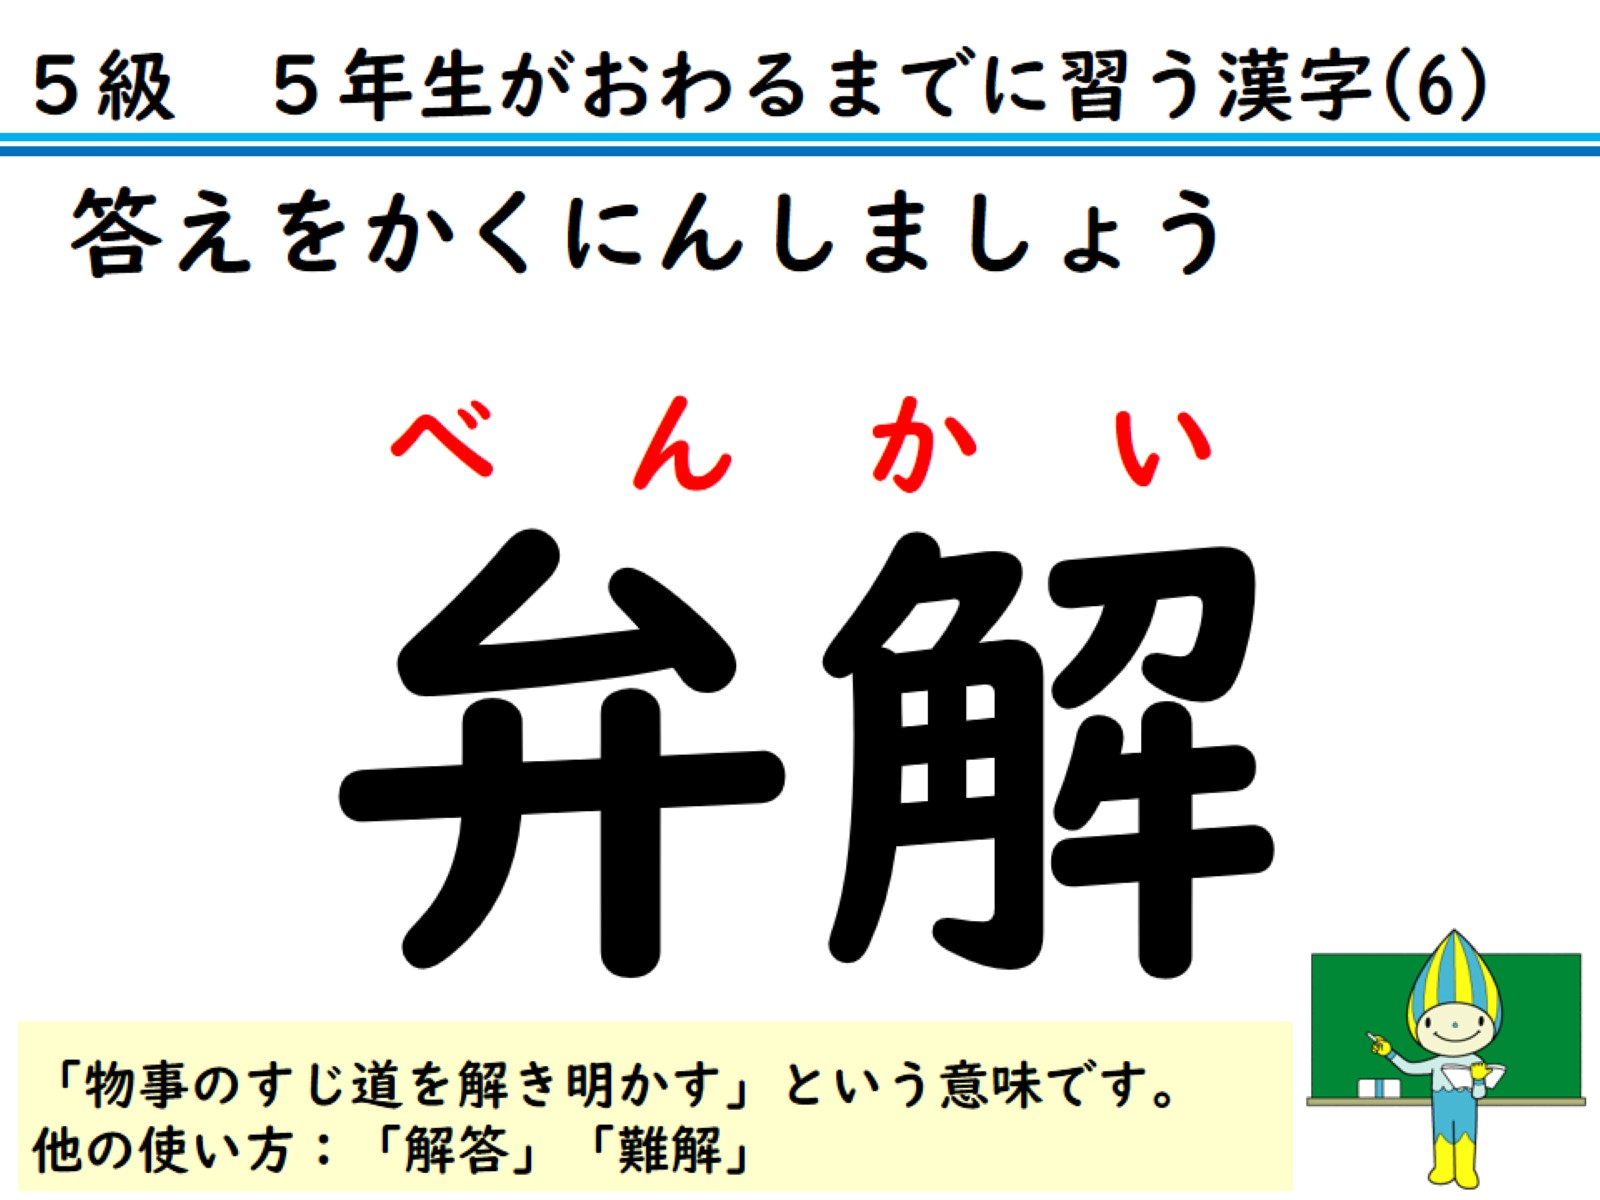 ５級　５年生がおわるまでに習う漢字(6)
答えをかくにんしましょう
べんかい
弁解
「物事のすじ道を解き明かす」という意味です。
他の使い方：「解答」「難解」